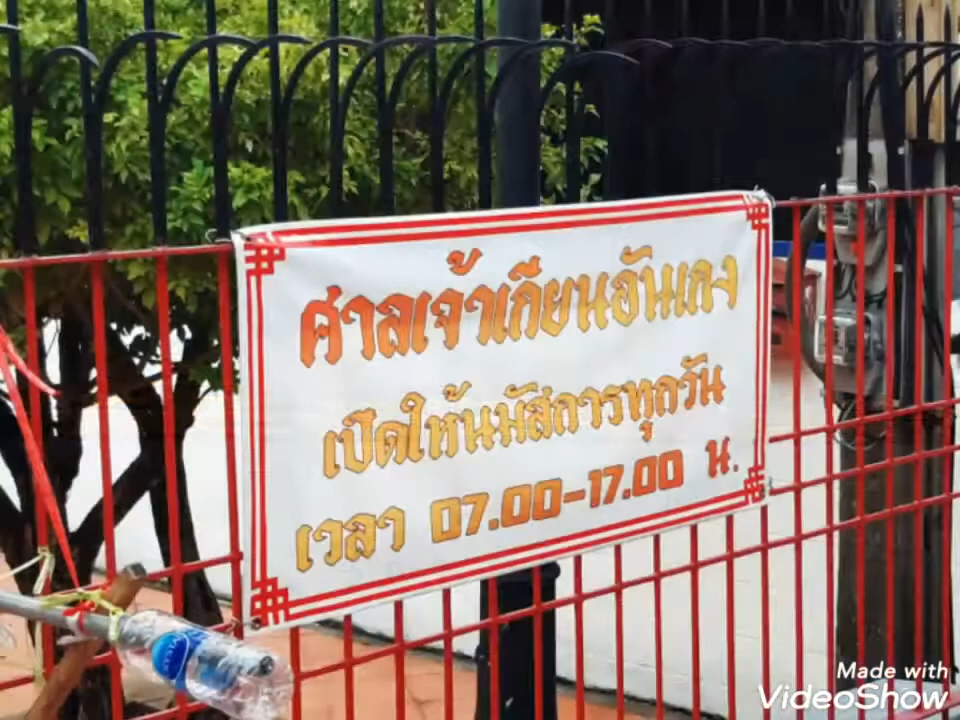 ศาลเจ้าเกียนอันเกง
เปิดให้นมัสการทุกวัน
เวลา 07.00-17.00 น.
Made with
VideoShow